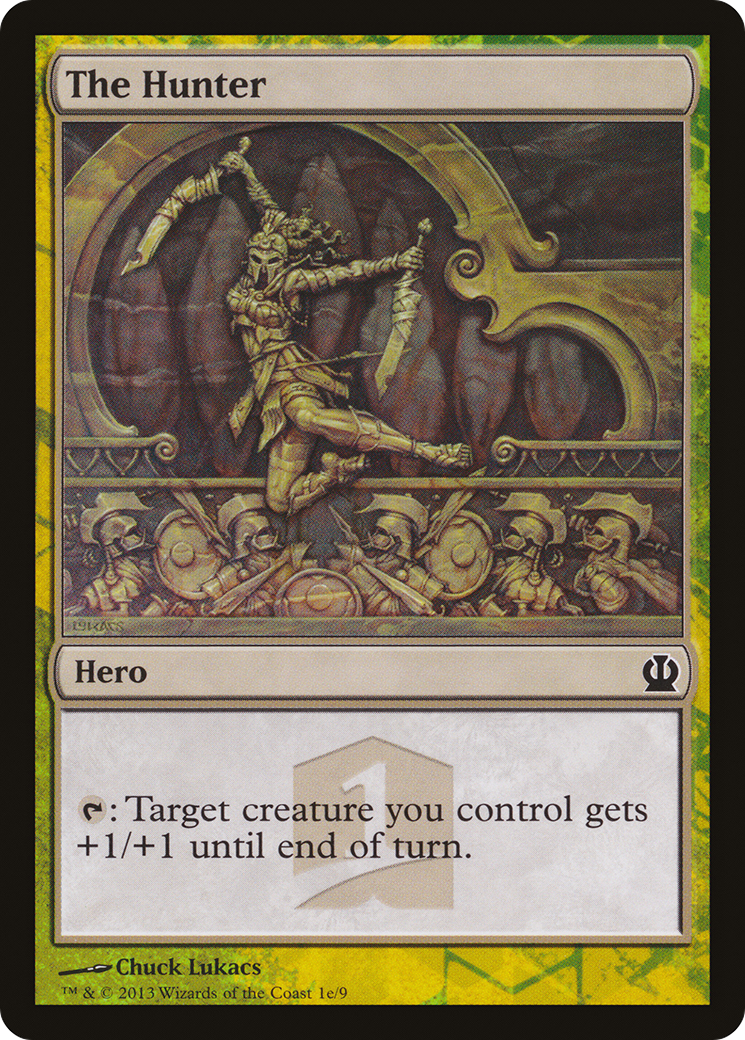 The Hunter
LUKACS
Hero
1
: Target creature you control gets
+1/+1 until end of turn.
Chuck Lukacs
™ & © 2013 Wizards of the Coast 1e/9